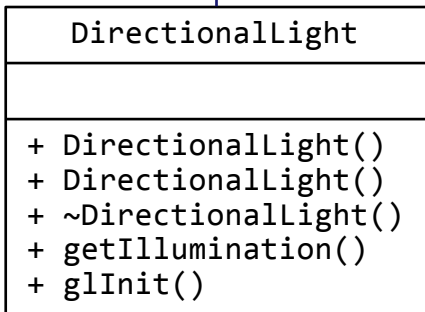 DirectionalLight
+ DirectionalLight()
+ DirectionalLight()
+ ~DirectionalLight()
+ getIllumination()
+ glInit()